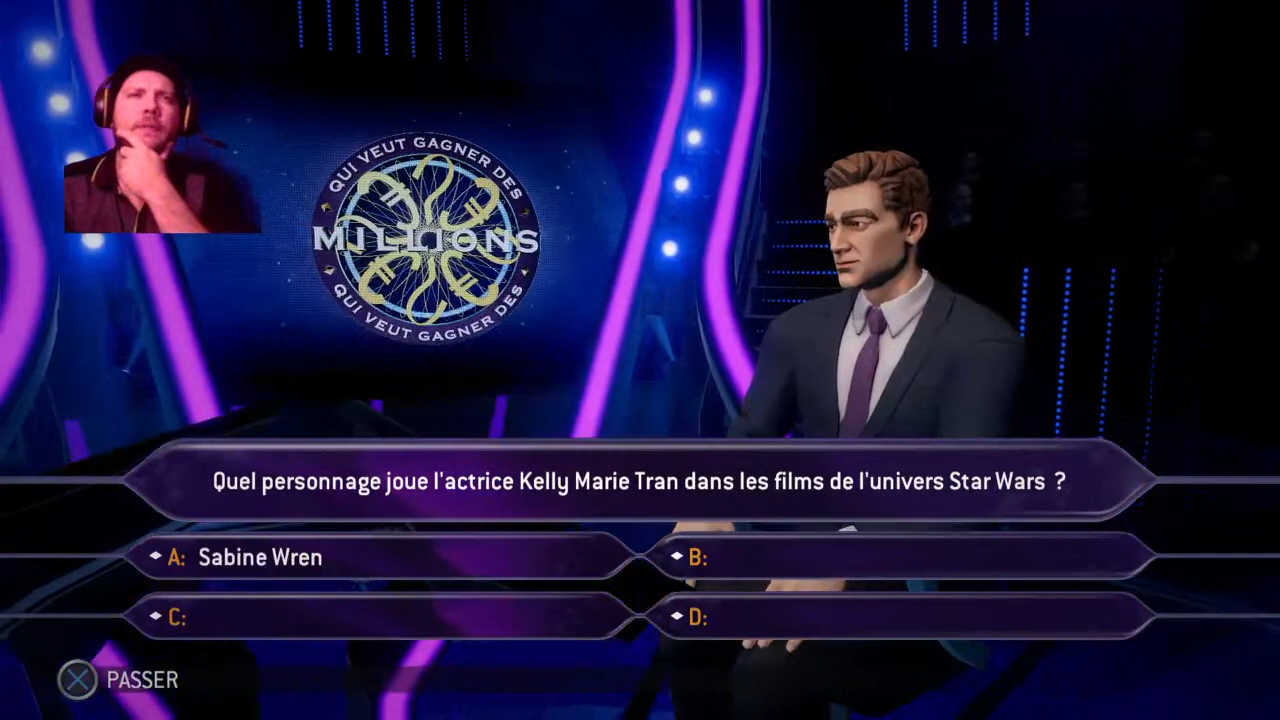 QUI VEUT GAGNER DES
MILLIONS
QUI VEUT GAGNER DES
Quel personnage joue l'actrice Kelly Marie Tran dans les films de l'univers Star Wars ?
A: Sabine Wren
B:
C:
D:
PASSER